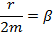 r/2m = β